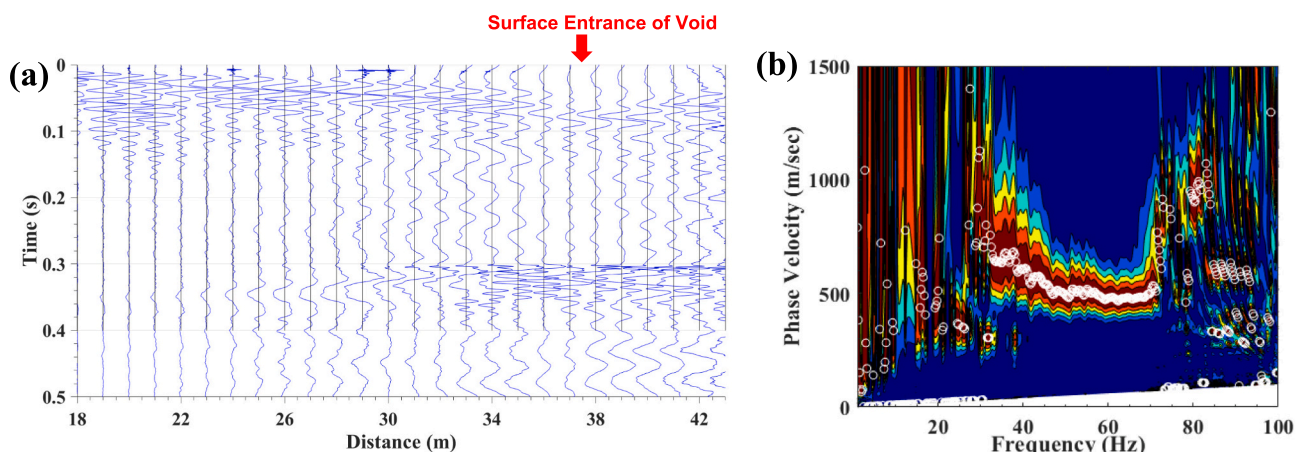 Surface Entrance of Void
(a)
0
0.1
0.2
0.3
0.4
0.5
Time (s)
18 22 26 30 34 38 42
Distance (m)
(b)
1500
1000
500
0
Phase Velocity (m/sec)
20 40 60 80 100
Frequency (Hz)